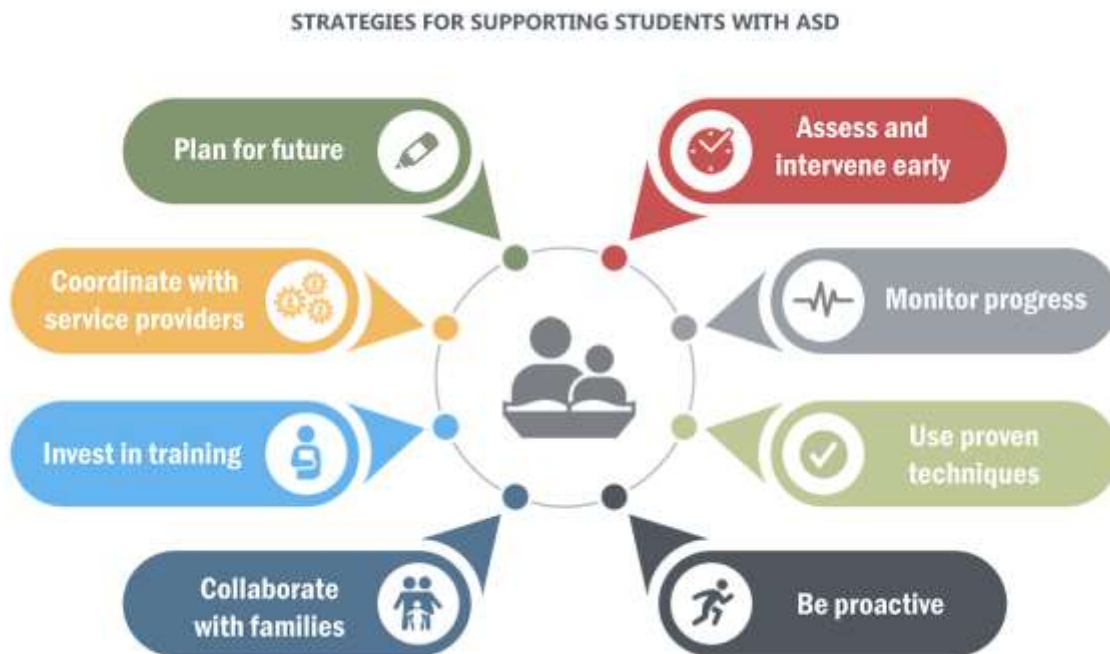 STRATEGIES FOR SUPPORTING STUDENTS WITH ASD
Plan for future
Assess and
intervene early
Coordinate with
service providers
Monitor progress
Invest in training
Use proven
techniques
Collaborate
with families
Be proactive